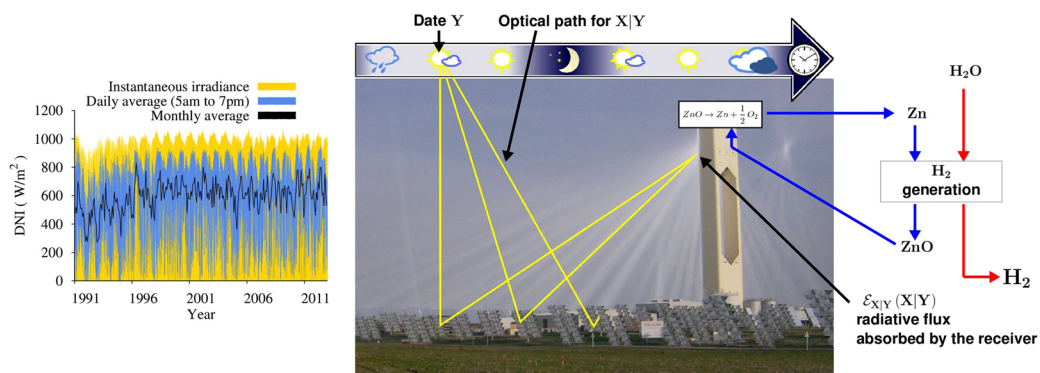 Instantaneous irradiance
Daily average (5am to 7pm)
Monthly average
DNI ( W/m²)
1200
1000
800
600
400
200
0
1991
1996
2001
2006
2013
Year
Date Y
Optical path for X|Y
ZnO → Zn + 1/2 O₂
H₂O
Zn
H₂
generation
ZnO
H₂
ℰ_X|Y (X|Y)
radiative flux
absorbed by the receiver